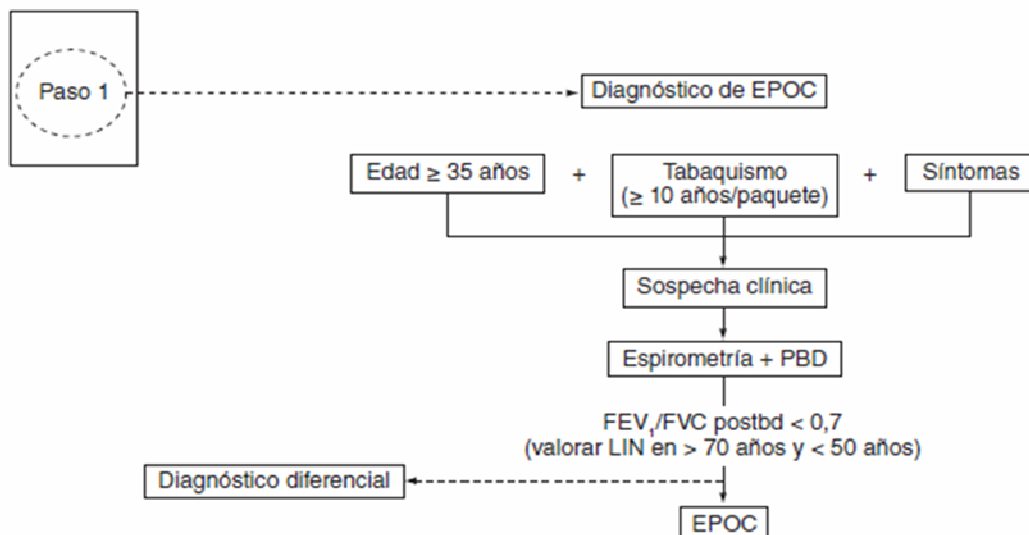 Paso 1
Diagnóstico de EPOC
Edad ≥ 35 años + Tabaquismo + Síntomas
(≥ 10 años/paquete)
Sospecha clínica
Espirometría + PBD
FEV₁/FVC postbd < 0,7
(valorar LIN en > 70 años y < 50 años)
Diagnóstico diferencial
EPOC